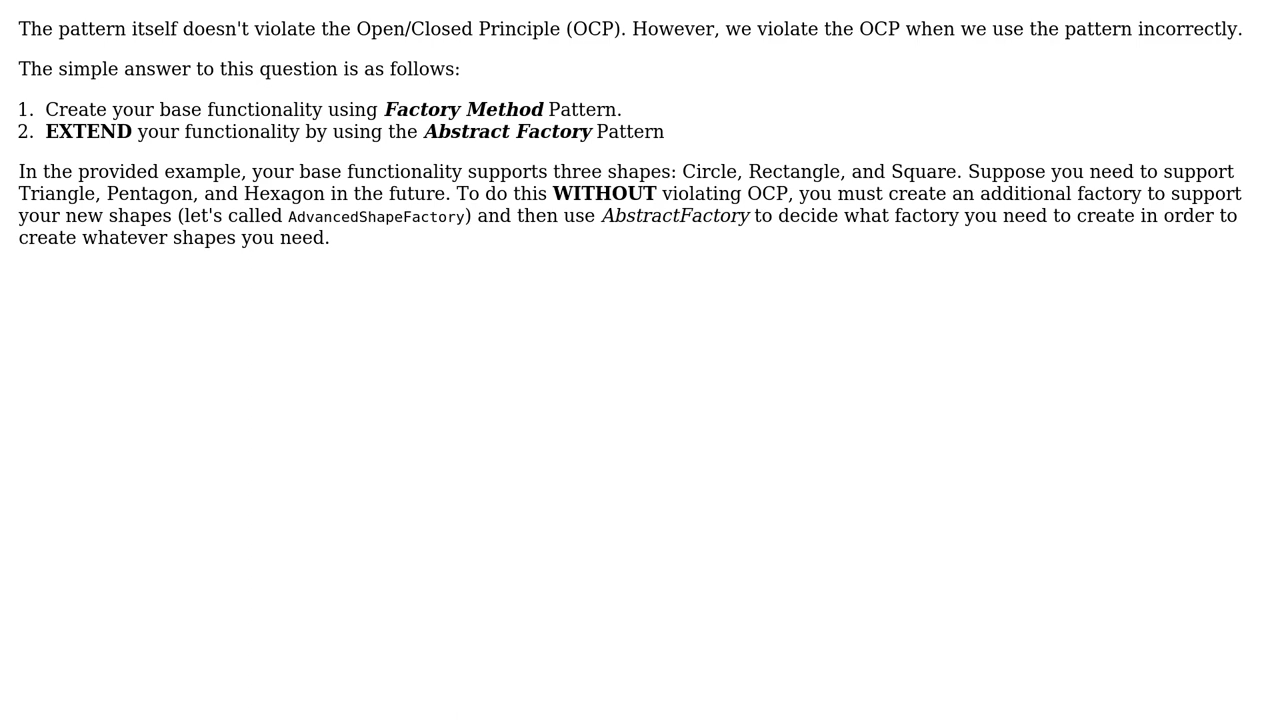 The pattern itself doesn't violate the Open/Closed Principle (OCP). However, we violate the OCP when we use the pattern incorrectly.
The simple answer to this question is as follows:
1. Create your base functionality using Factory Method Pattern.
2. EXTEND your functionality by using the Abstract Factory Pattern
In the provided example, your base functionality supports three shapes: Circle, Rectangle, and Square. Suppose you need to support
Triangle, Pentagon, and Hexagon in the future. To do this WITHOUT violating OCP, you must create an additional factory to support
your new shapes (let's called AdvancedShapeFactory) and then use AbstractFactory to decide what factory you need to create in order to
create whatever shapes you need.